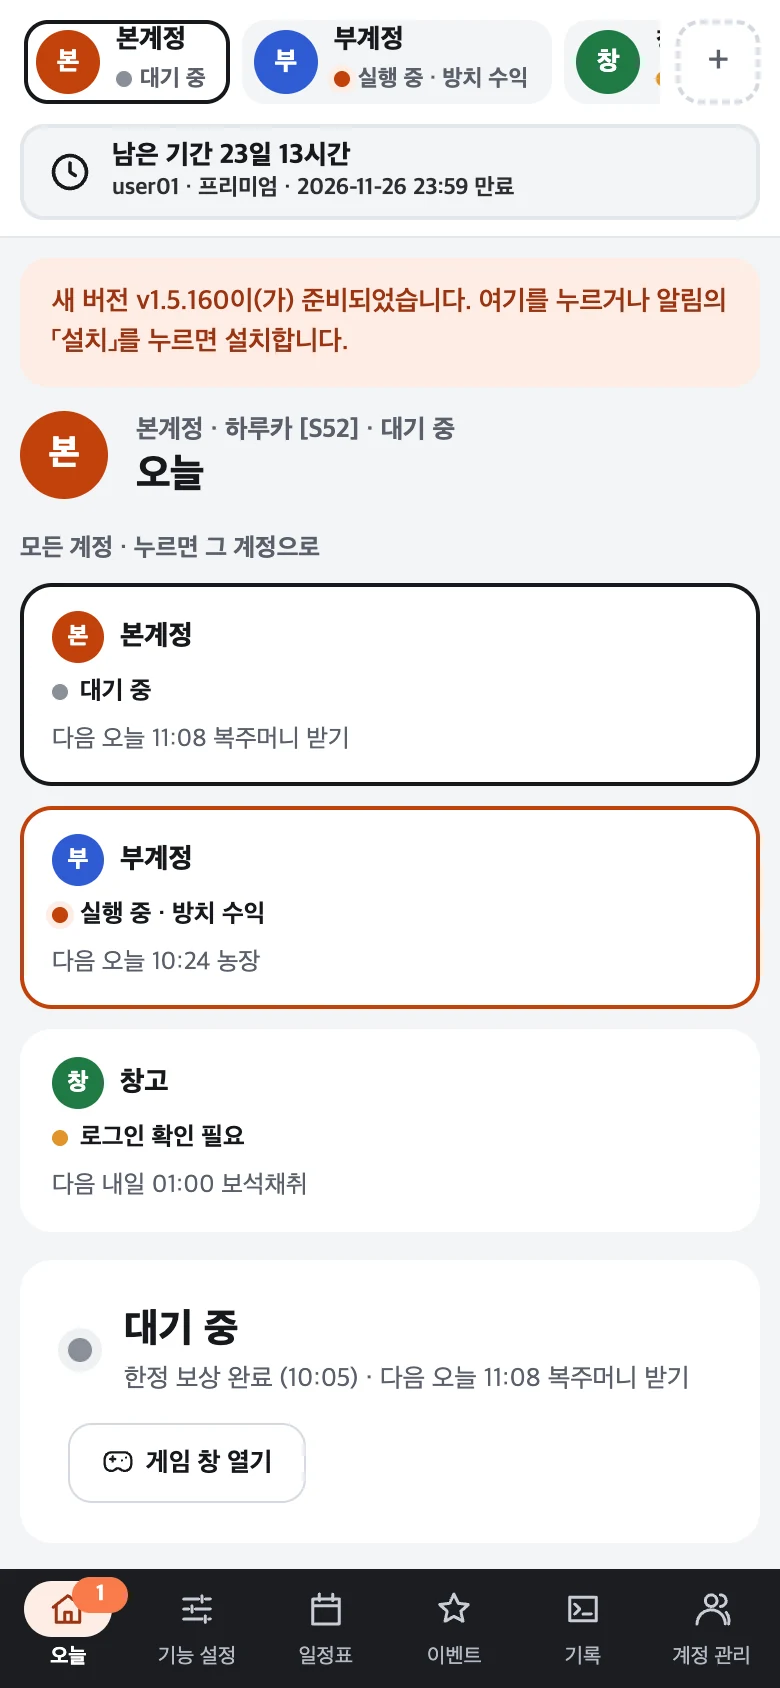 본
본계정
대기 중
부
부계정
실행 중 · 방치 수익
창
+
남은 기간 23일 13시간
user01 · 프리미엄 · 2026-11-26 23:59 만료
새 버전 v1.5.160이(가) 준비되었습니다. 여기를 누르거나 알림의
「설치」를 누르면 설치합니다.
본
본계정 · 하루카 [S52] · 대기 중
오늘
모든 계정 · 누르면 그 계정으로
본 본계정
대기 중
다음 오늘 11:08 복주머니 받기
부 부계정
실행 중 · 방치 수익
다음 오늘 10:24 농장
창 창고
로그인 확인 필요
다음 내일 01:00 보석채취
대기 중
한정 보상 완료 (10:05) · 다음 오늘 11:08 복주머니 받기
게임 창 열기
1
오늘 기능 설정 일정표 이벤트 기록 계정 관리